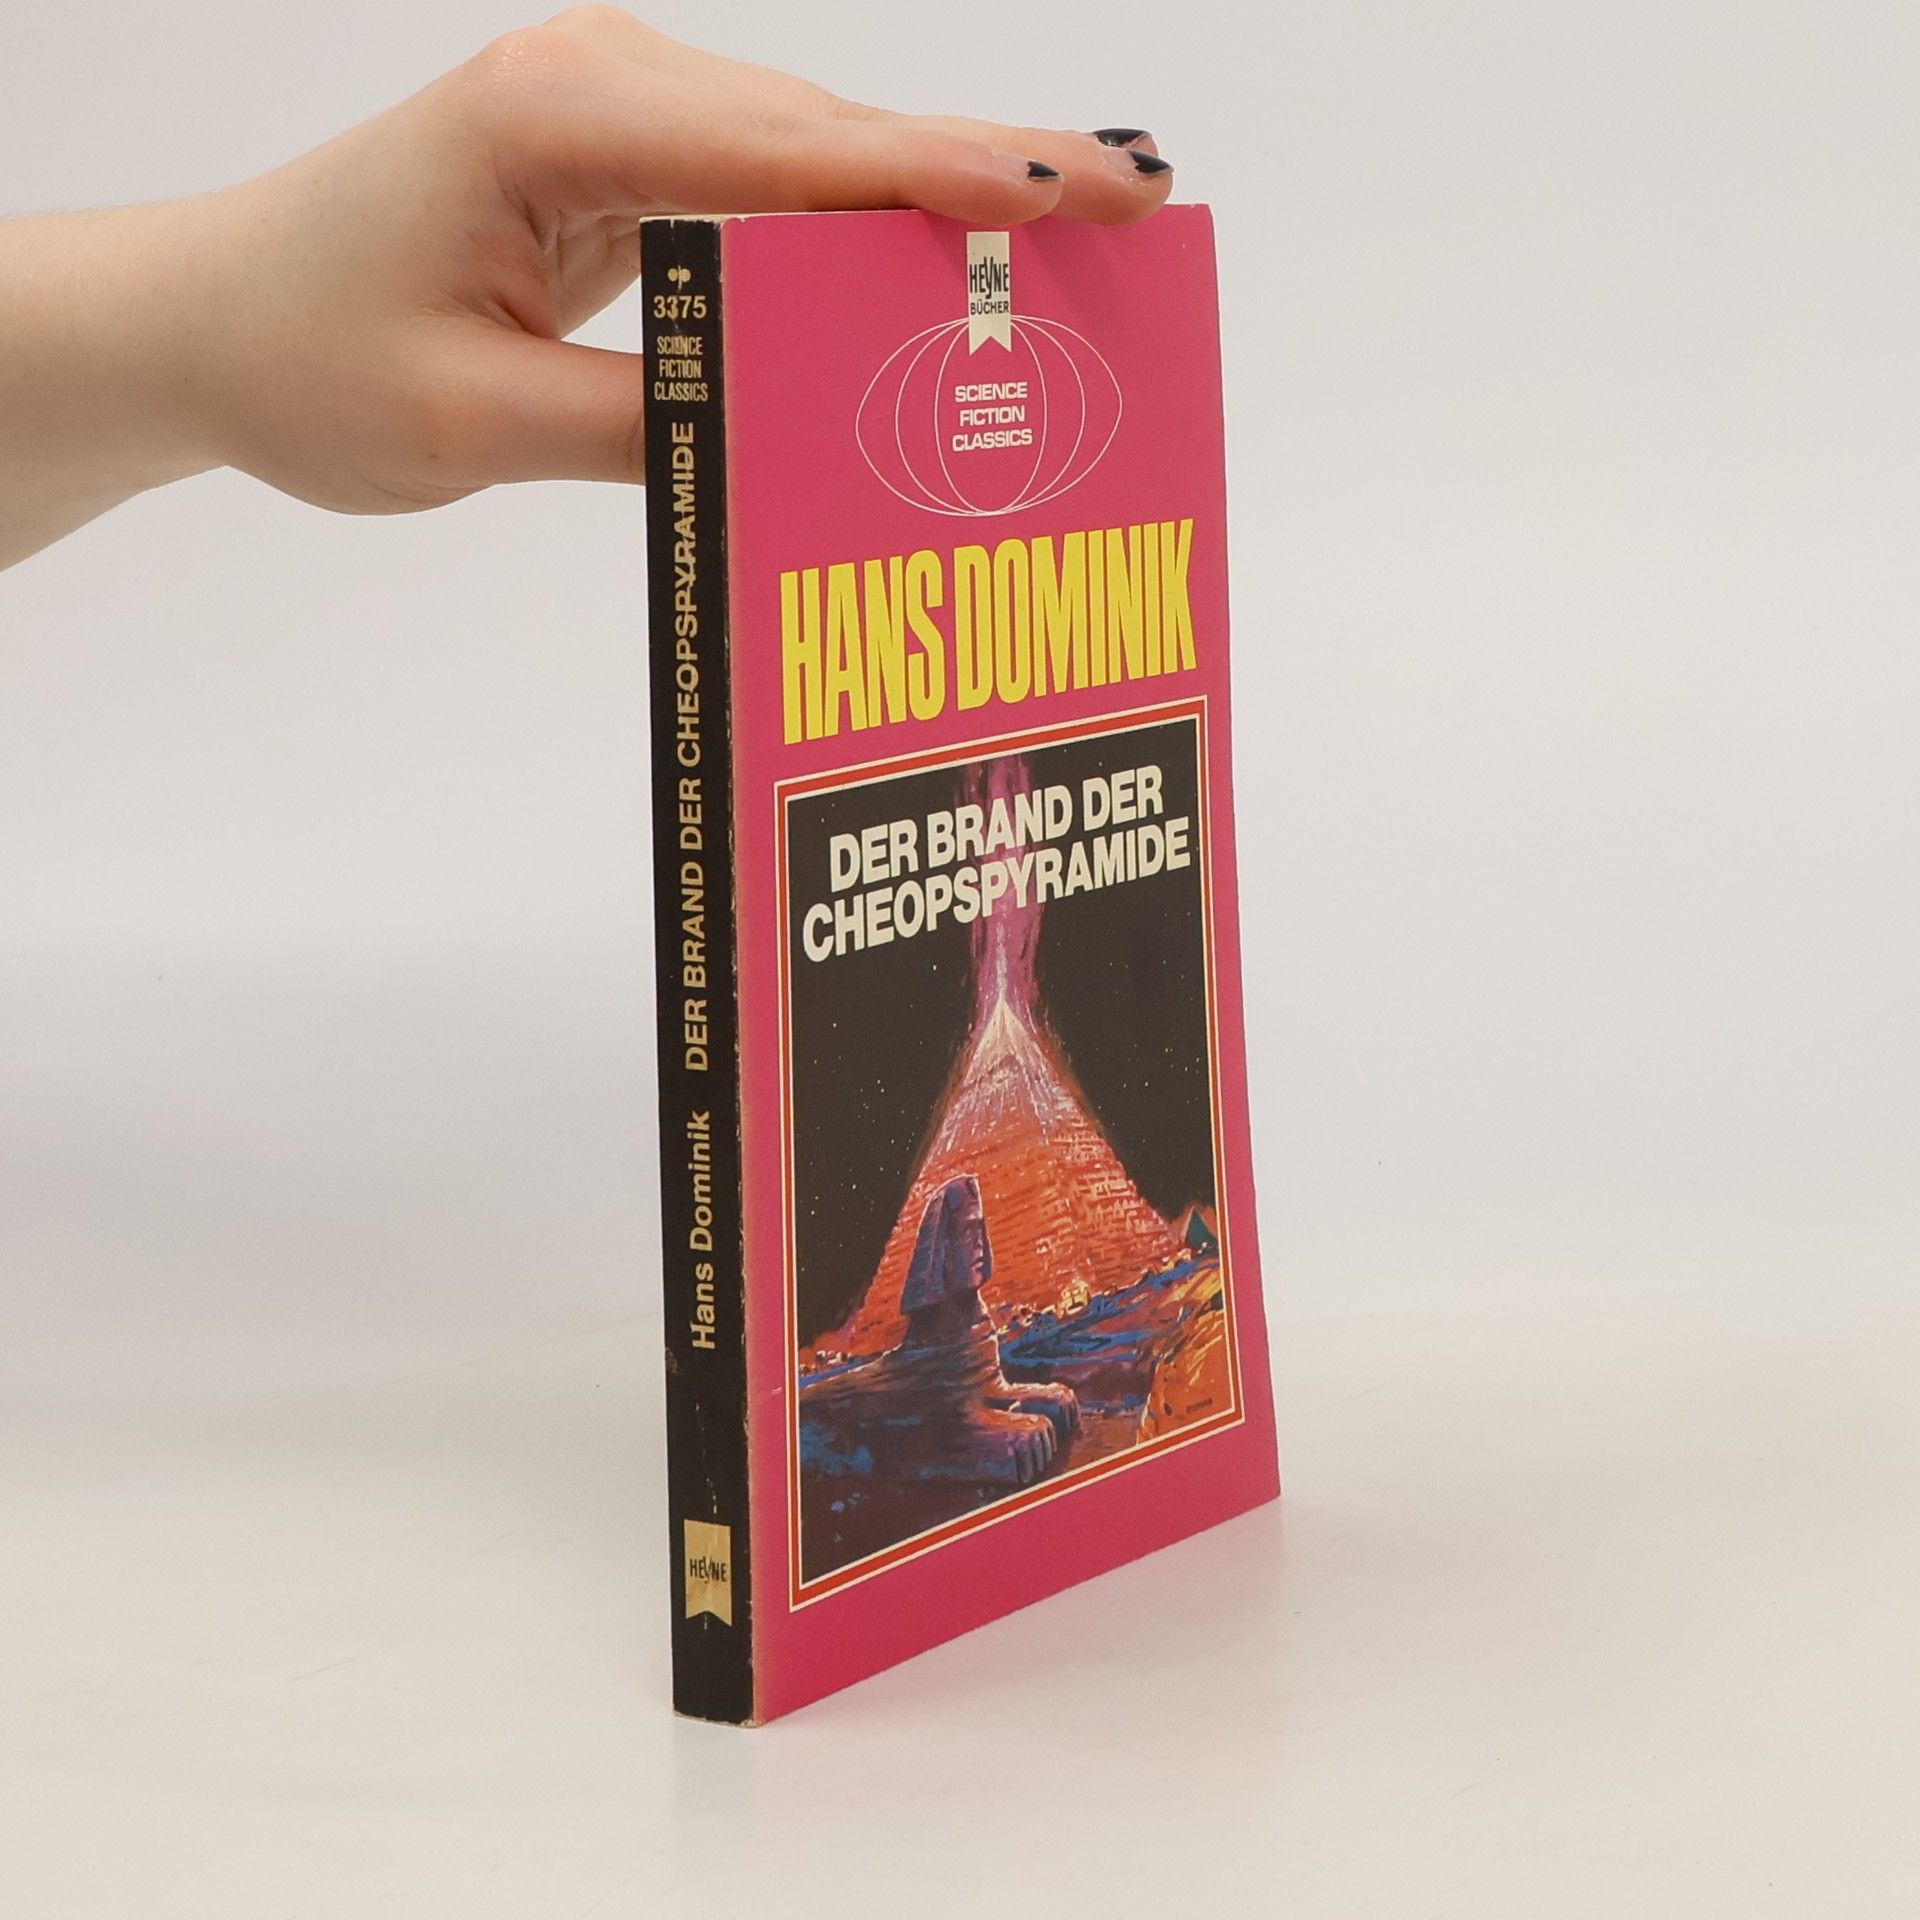 3375
SCIENCE
FICTION
CLASSICS
Hans Dominik DER BRAND DER CHEOPSPYRAMIDE
HEYNE
HEYNE
BÜCHER
SCIENCE
FICTION
CLASSICS
HANS DOMINIK
DER BRAND DER
CHEOPSPYRAMIDE